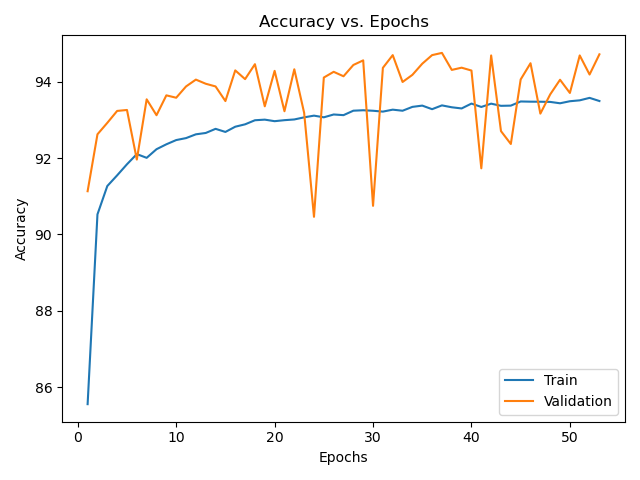 Accuracy vs. Epochs
Accuracy
94
92
90
88
86
0 10 20 30 40 50
Epochs
Train
Validation